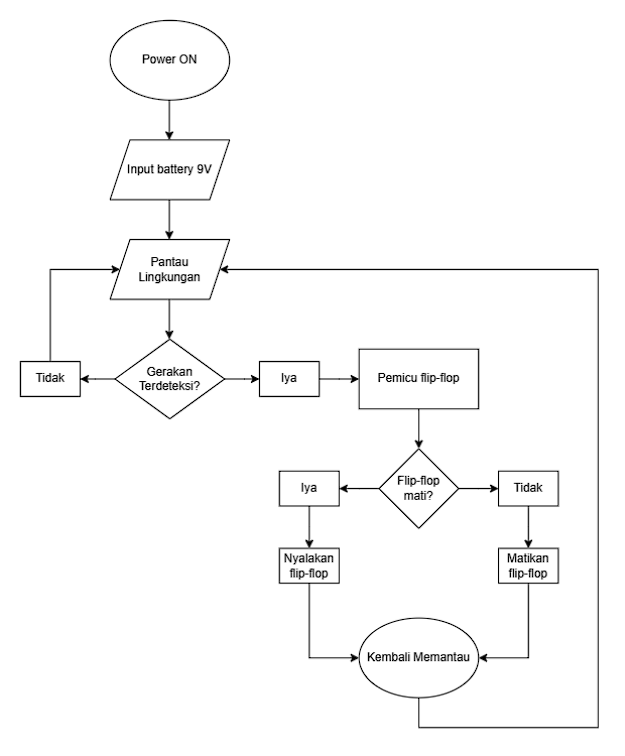 Power ON
Input battery 9V
Pantau
Lingkungan
Gerakan
Terdeteksi?
Tidak
Iya
Pemicu flip-flop
Flip-flop
mati?
Iya
Tidak
Nyalakan
flip-flop
Matikan
flip-flop
Kembali Memantau